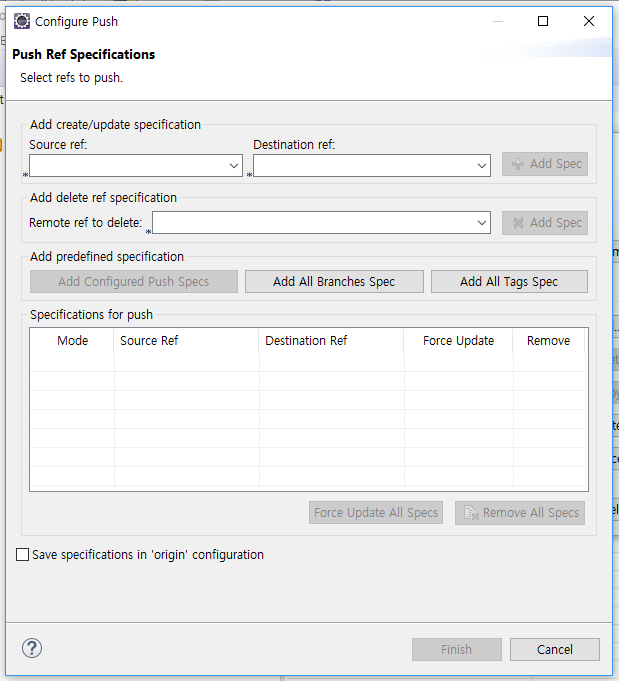 Configure Push
Push Ref Specifications
Select refs to push.
Add create/update specification
Source ref:
Destination ref:
*
*
Add Spec
Add delete ref specification
Remote ref to delete:
*
Add Spec
Add predefined specification
Add Configured Push Specs
Add All Branches Spec
Add All Tags Spec
Specifications for push
Mode Source Ref Destination Ref Force Update Remove
Force Update All Specs
Remove All Specs
Save specifications in 'origin' configuration
?
Finish
Cancel